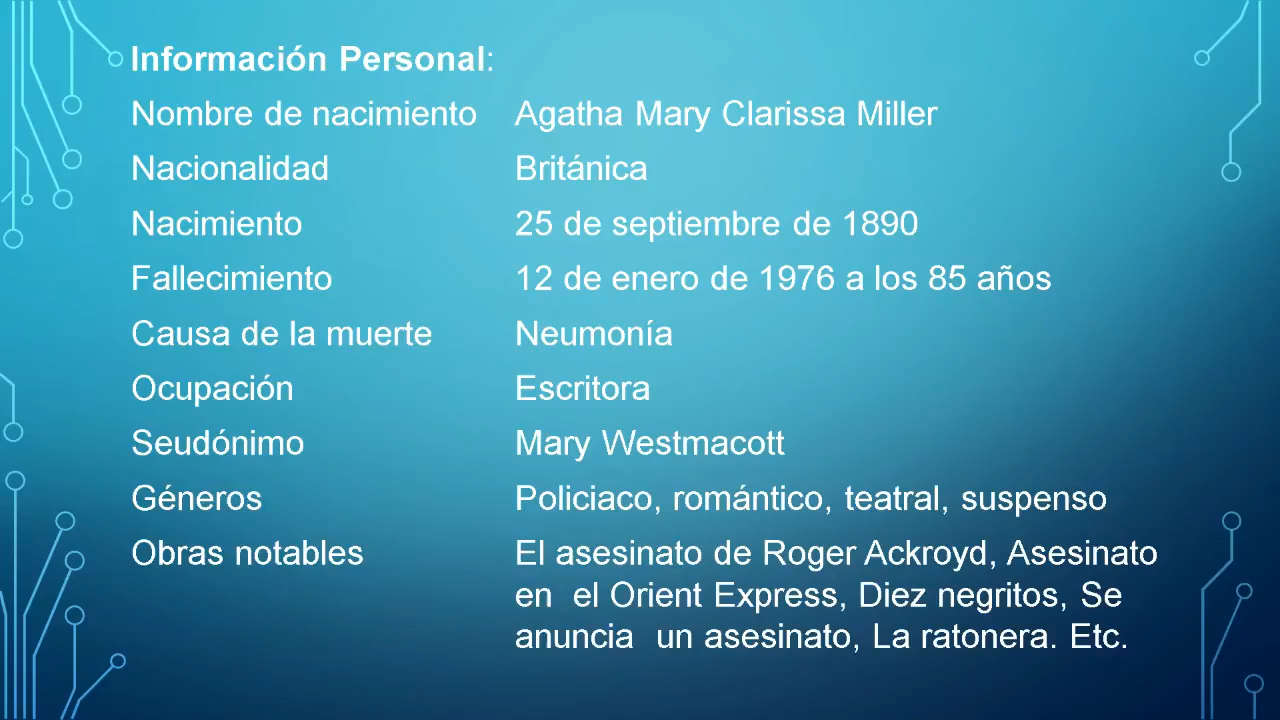 Información Personal:
Nombre de nacimiento Agatha Mary Clarissa Miller
Nacionalidad Británica
Nacimiento 25 de septiembre de 1890
Fallecimiento 12 de enero de 1976 a los 85 años
Causa de la muerte Neumonía
Ocupación Escritora
Seudónimo Mary Westmacott
Géneros Policiaco, romántico, teatral, suspenso
Obras notables El asesinato de Roger Ackroyd, Asesinato
en  el Orient Express, Diez negritos, Se
anuncia  un asesinato, La ratonera. Etc.